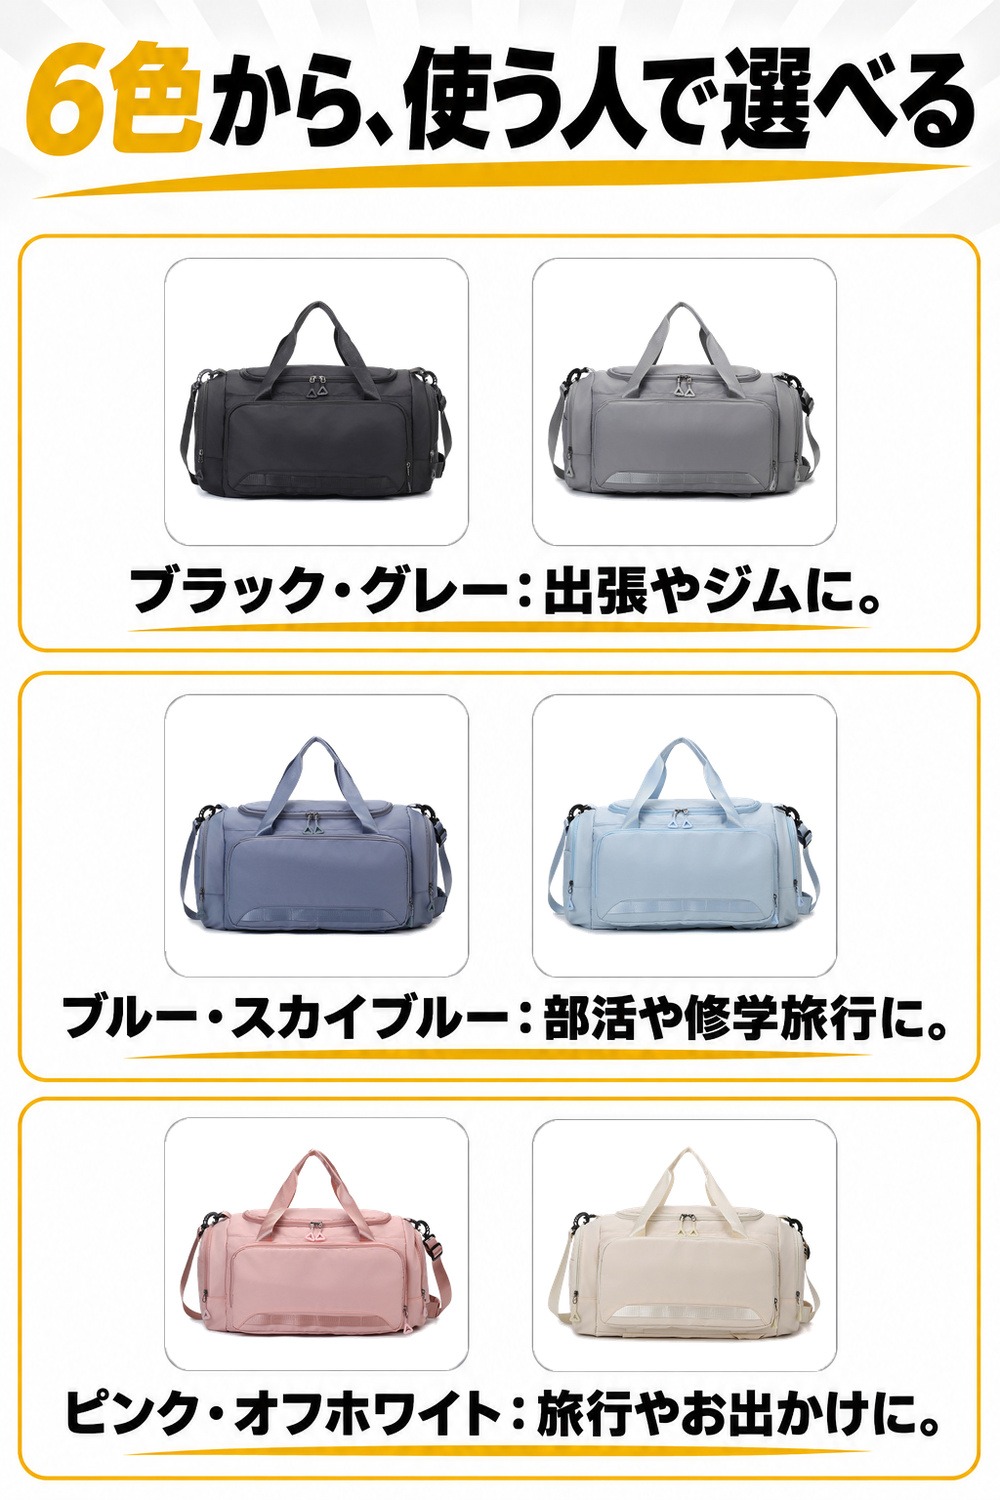 6色から、使う人で選べる
ブラック・グレー：出張やジムに。
ブルー・スカイブルー：部活や修学旅行に。
ピンク・オフホワイト：旅行やお出かけに。